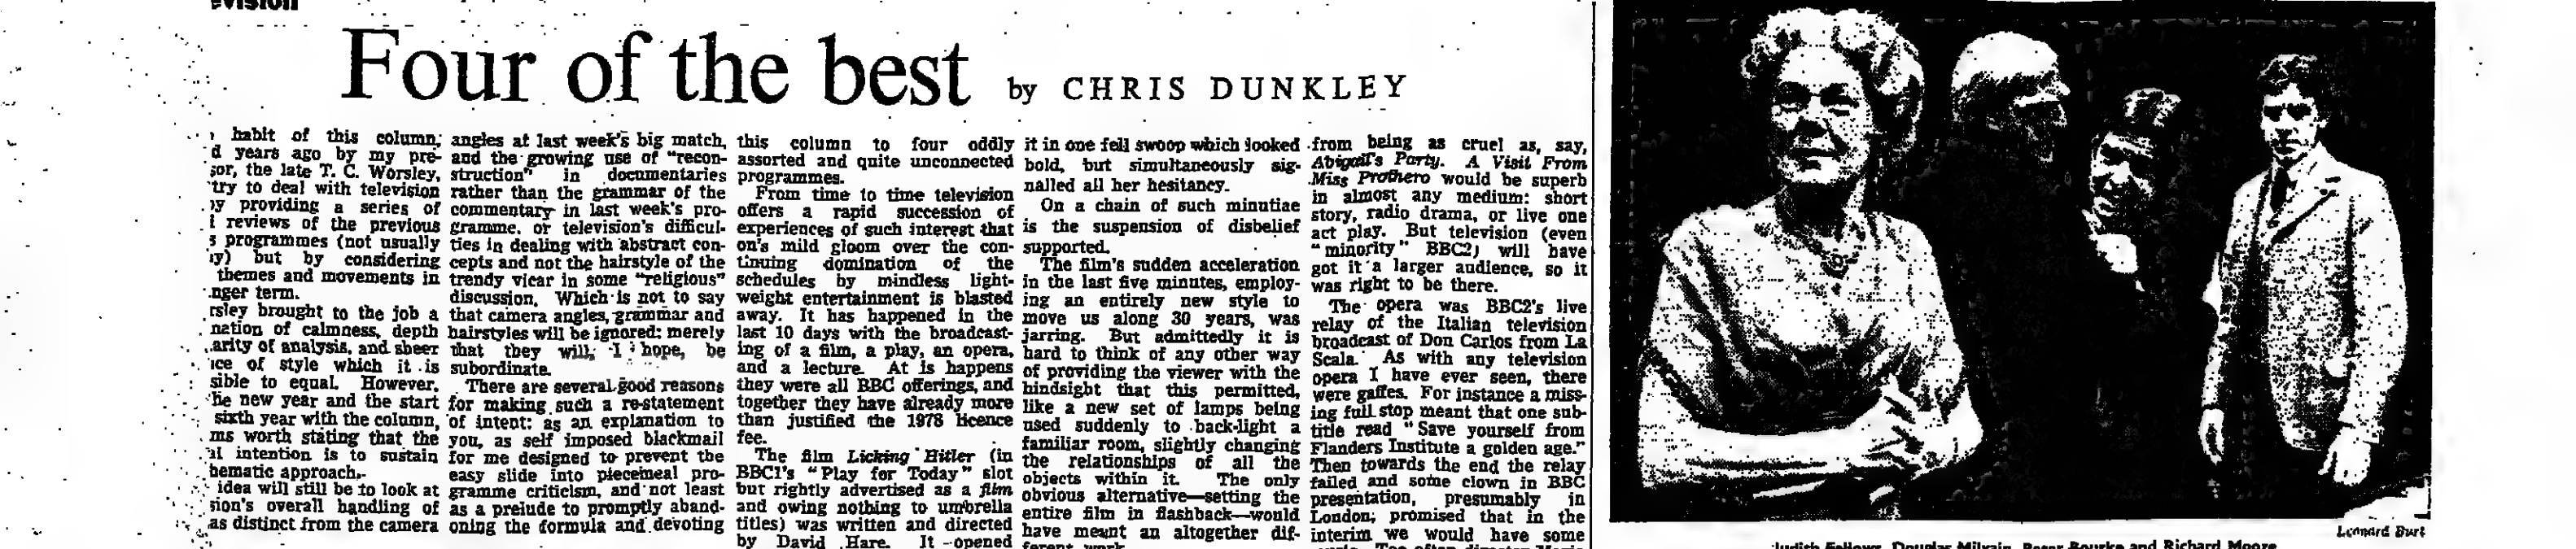 Four of the best by CHRIS DUNKLEY
habit of this column,
d years ago by my pre-
sor, the late T. C. Worsley,
try to deal with television
by providing a series of
reviews of the previous
s programmes (not usually
ny) but by considering
themes and movements in
nger term.
rsley brought to the job a
nation of calmness, depth
arity of analysis, and sheer
ice of style which it is
sible to equal. However,
he new year and the start
sixth year with the column,
ms worth stating that the
al intention is to sustain
hematic approach.
idea will still be to look at
sion's overall handling of
as distinct from the camera
angles at last week's big match,
and the growing use of "recon-
struction" in documentaries
rather than the grammar of the
commentary in last week's pro-
gramme, or television's difficul-
ties in dealing with abstract con-
cepts and not the hairstyle of the
trendy vicar in some "religious"
discussion. Which is not to say
that camera angles, grammar and
hairstyles will be ignored: merely
that they will, I hope, be
subordinate.
There are several good reasons
for making such a re-statement
of intent: as an explanation to
you, as self imposed blackmail
for me designed to prevent the
easy slide into piecemeal pro-
gramme criticism, and not least
as a prelude to promptly aband-
oning the formula and devoting
this column to four oddly
assorted and quite unconnected
programmes.
From time to time television
offers a rapid succession of
experiences of such interest that
on's mild gloom over the con-
tinuing domination of the
schedules by mindless light-
weight entertainment is blasted
away. It has happened in the
last 10 days with the broadcast-
ing of a film, a play, an opera,
and a lecture. At is happens
they were all BBC offerings, and
together they have already more
than justified the 1978 licence
fee.
The film Licking Hitler (in
BBC1's "Play for Today" slot
but rightly advertised as a film
and owing nothing to umbrella
titles) was written and directed
by David Hare. It opened
it in one fell swoop which looked
bold, but simultaneously sig-
nalled all her hesitancy.
On a chain of such minutiae
is the suspension of disbelief
supported.
The film's sudden acceleration
in the last five minutes, employ-
ing an entirely new style to
move us along 30 years, was
jarring. But admittedly it is
hard to think of any other way
of providing the viewer with the
hindsight that this permitted,
like a new set of lamps being
used suddenly to back-light a
familiar room, slightly changing
the relationships of all the
objects within it. The only
obvious alternative—setting the
entire film in flashback—would
have meant an altogether dif-
ferent work.
from being as cruel as, say,
Abigail's Party. A Visit From
Miss Prothero would be superb
in almost any medium: short
story, radio drama, or live one
act play. But television (even
"minority" BBC2) will have
got it a larger audience, so it
was right to be there.
The opera was BBC2's live
relay of the Italian television
broadcast of Don Carlos from La
Scala. As with any television
opera I have ever seen, there
were gaffes. For instance a miss-
ing full stop meant that one sub-
title read "Save yourself from
Flanders Institute a golden age."
Then towards the end the relay
failed and some clown in BBC
presentation, presumably in
London, promised that in the
interim we would have some
Leonard Burt
Judith Fellows, Douglas Milvain, Roger Bourke and Richard Moore